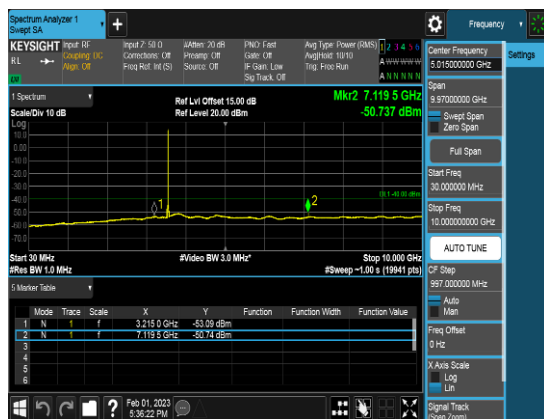 Spectrum Analyzer 1
Swept SA
+
Frequency
KEYSIGHT
RL
Input: RF
Coupling: DC
Align: Off
Input Z: 50 Ω
Corrections: Off
Freq Ref: Int (S)
#Atten: 20 dB
Preamp: Off
Source: Off
PNO: Fast
Gate: Off
IF Gain: Low
Sig Track: Off
Avg Type: Power (RMS)
Avg|Hold: 10/10
Trig: Free Run
1 2 3 4 5 6
A W W W W W
A N N N N N
Center Frequency
5.015000000 GHz
Settings
Span
9.97000000 GHz
Swept Span
Zero Span
Full Span
Start Freq
30.000000 MHz
Stop Freq
10.000000000 GHz
AUTO TUNE
CF Step
997.000000 MHz
Auto
Man
Freq Offset
0 Hz
X Axis Scale
Log
Lin
Signal Track
(Span Zoom)
1 Spectrum
Scale/Div 10 dB
Ref Lvl Offset 15.00 dB
Ref Level 20.00 dBm
Mkr2 7.119 5 GHz
-50.737 dBm
Log
10.0
0.00
-10.0
-20.0
-30.0
-40.0
-50.0
-60.0
-70.0
DL1 -40.00 dBm
1
2
Start 30 MHz
#Res BW 1.0 MHz
#Video BW 3.0 MHz*
Stop 10.000 GHz
#Sweep ~1.00 s (19941 pts)
5 Marker Table
Mode Trace Scale X Y Function Function Width Function Value
1 N 1 f 3.215 0 GHz -53.09 dBm
2 N 1 f 7.119 5 GHz -50.74 dBm
3
4
5
6
?
Feb 01, 2023
5:36:22 PM